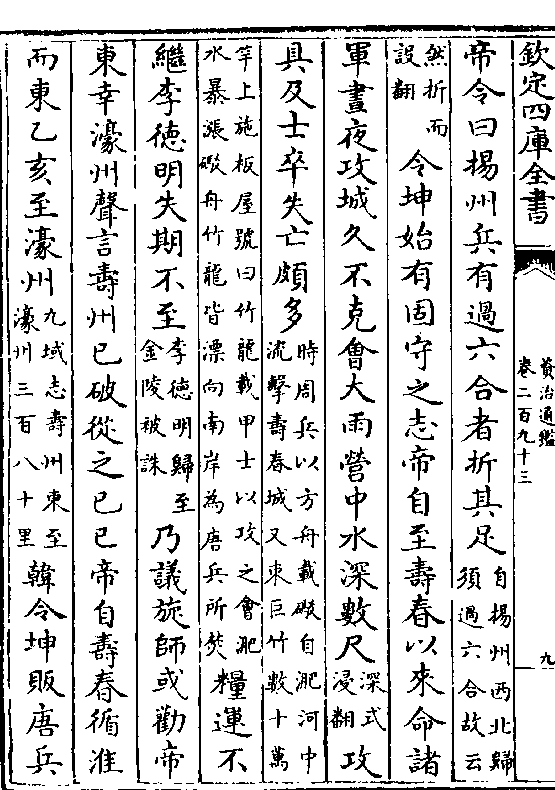 欽定四庫全書
資治通鑑
卷二百九十三
九
帝令曰揚州兵有過六合者折其足自揚州西北歸須過六合故云
然折而設翻令坤始有固守之志帝自至壽春以來命諸
軍晝夜攻城久不克會大雨營中水深數尺深式浸翻攻
具及士卒失亡頗多時周兵以方舟載礮自淝河中流擊壽春城又束巨竹數十萬
竿上施板屋號曰竹龍載甲士以攻之會淝水暴漲礮舟竹龍皆漂向南岸為唐兵所焚糧運不
繼李德明失期不至李德明歸至金陵被誅乃議旋師或勸帝
東幸濠州聲言壽州已破從之己巳帝自壽春循淮
而東乙亥至濠州九域志壽州東至濠州三百八十里韓令坤敗唐兵